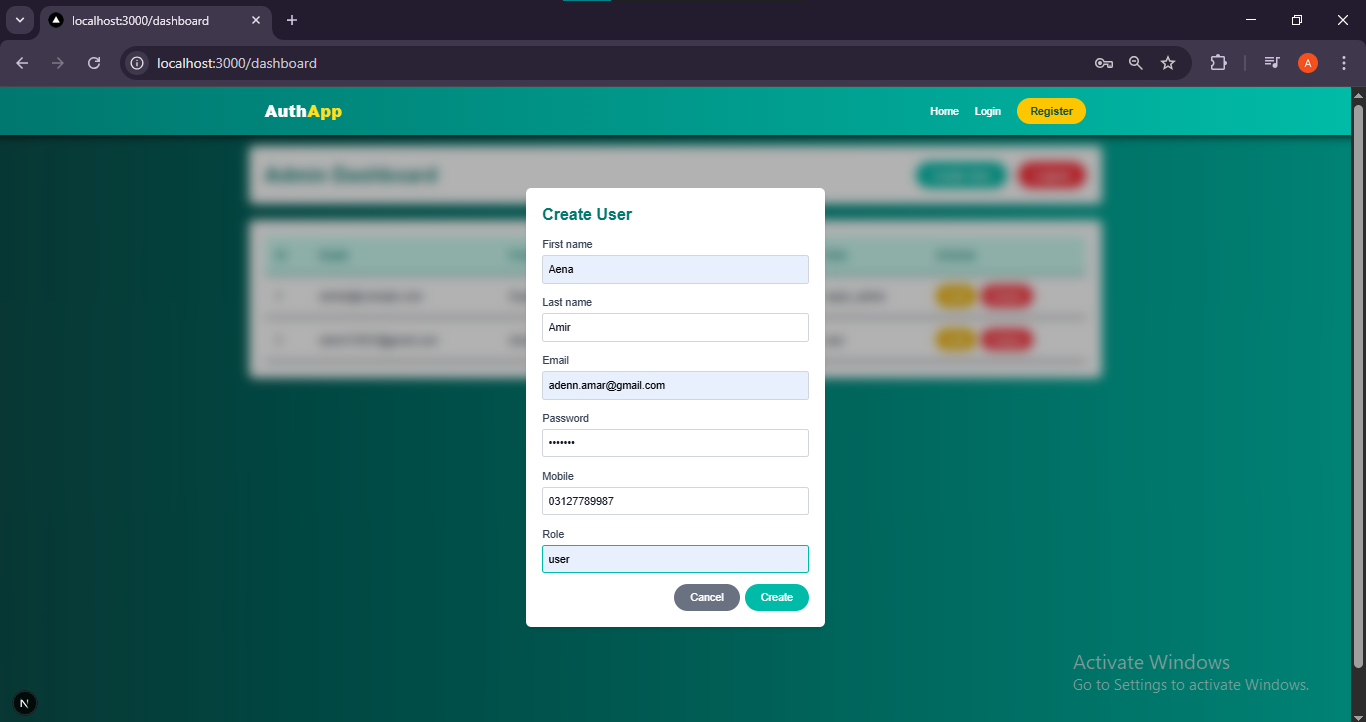 localhost:3000/dashboard
localhost:3000/dashboard
A
AuthApp
Home Login Register
Admin Dashboard
Create User
First name
Aena
Last name
Amir
Email
adenn.amar@gmail.com
Password
•••••••
Mobile
03127789987
Role
user
Cancel Create
Activate Windows
Go to Settings to activate Windows.
N